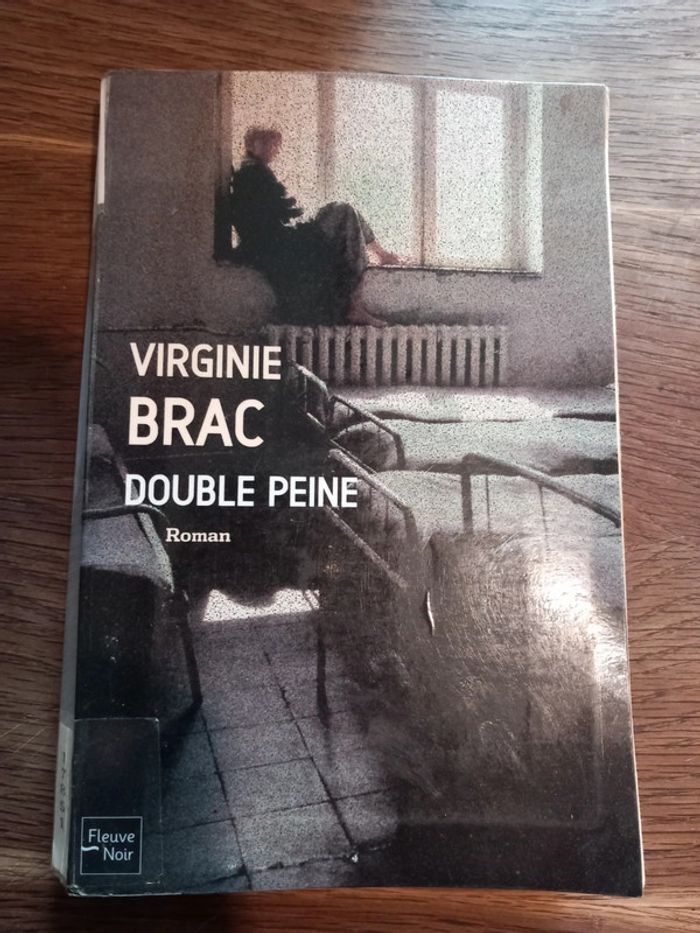 VIRGINIE
BRAC
DOUBLE PEINE
Roman
Fleuve
Noir